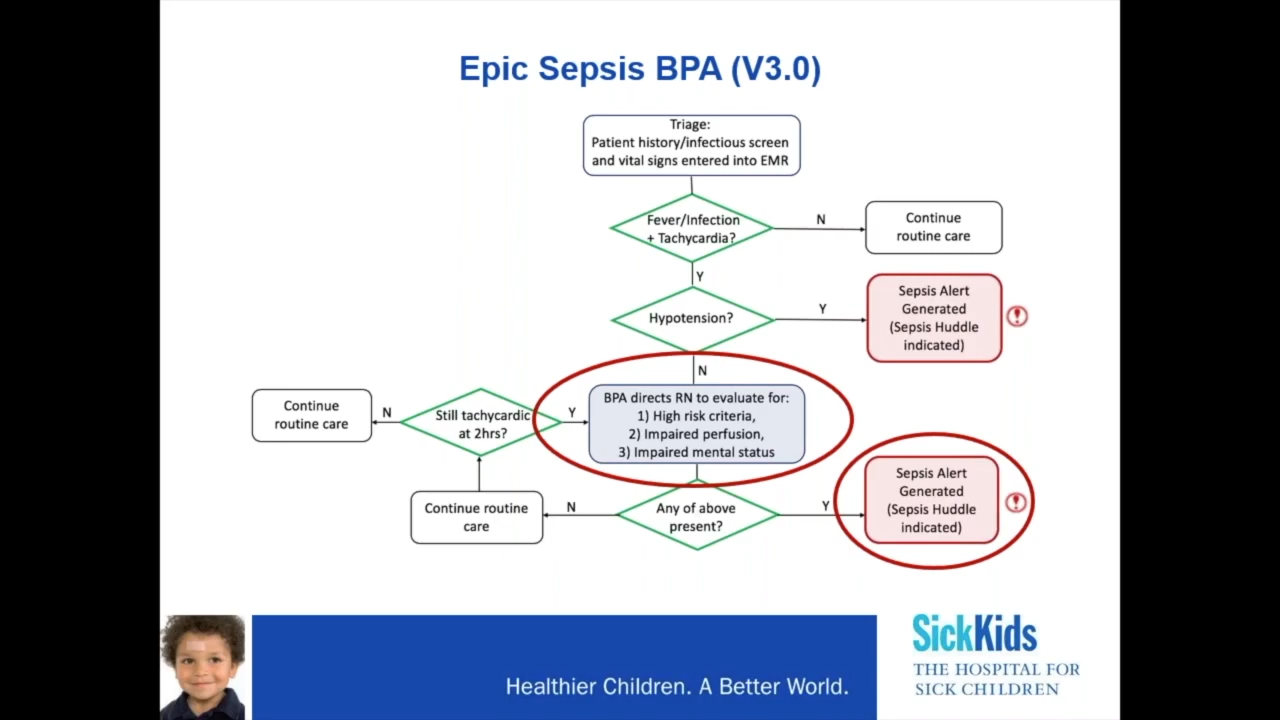 Epic Sepsis BPA (V3.0)
Triage:
Patient history/infectious screen
and vital signs entered into EMR
Fever/Infection
+ Tachycardia?
N
Continue
routine care
Y
Hypotension?
Y
Sepsis Alert
Generated
(Sepsis Huddle
indicated)
N
BPA directs RN to evaluate for:
1) High risk criteria,
2) Impaired perfusion,
3) Impaired mental status
Y
Still tachycardic
at 2hrs?
N
Continue
routine care
Any of above
present?
Y
Sepsis Alert
Generated
(Sepsis Huddle
indicated)
N
Continue routine
care
Healthier Children. A Better World.
SickKids
THE HOSPITAL FOR
SICK CHILDREN